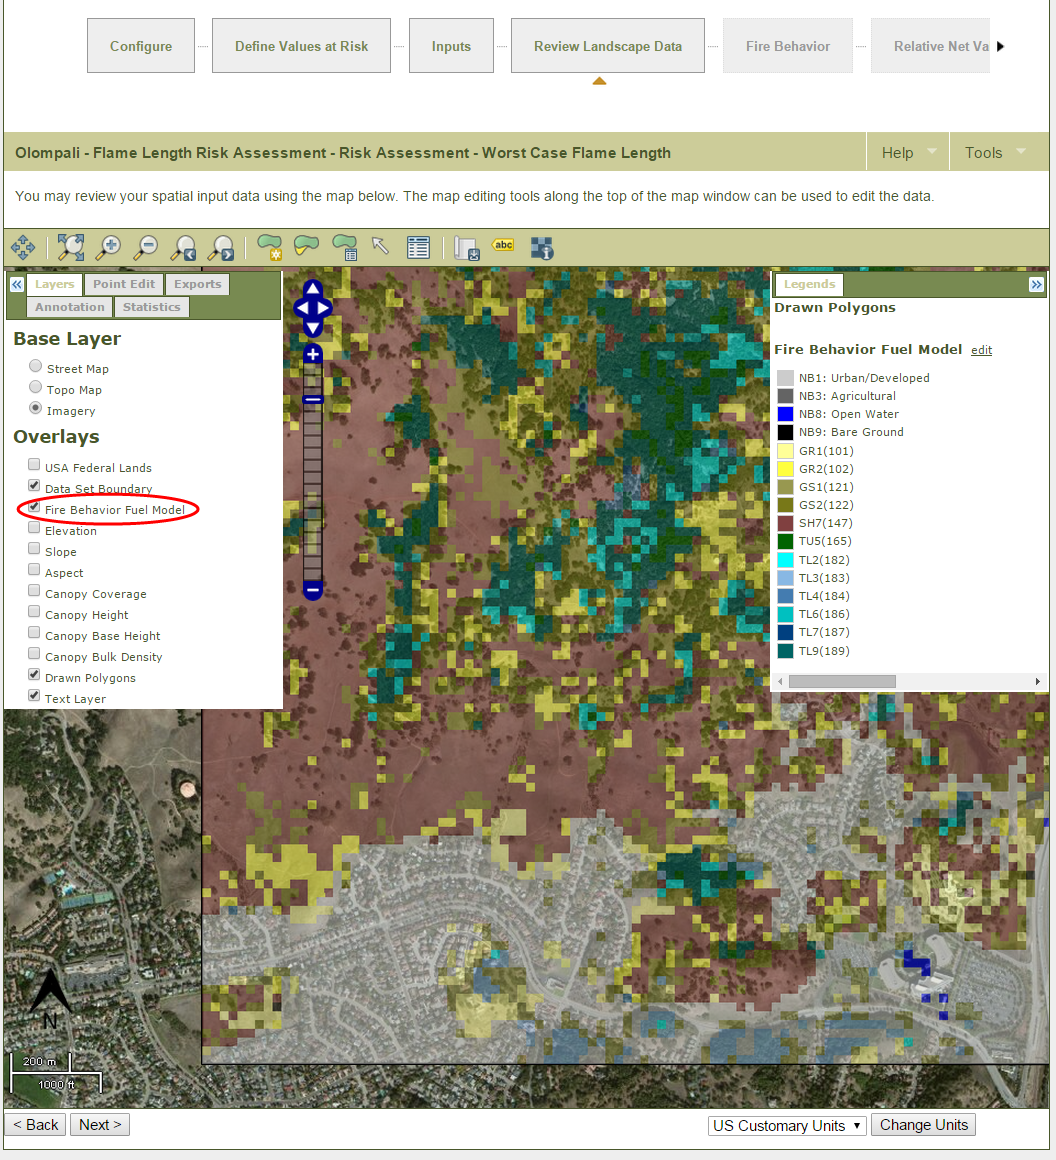 Configure
Define Values at Risk
Inputs
Review Landscape Data
Fire Behavior
Relative Net Va
Olompali - Flame Length Risk Assessment - Risk Assessment - Worst Case Flame Length
Help
Tools
You may review your spatial input data using the map below. The map editing tools along the top of the map window can be used to edit the data.
abc
Layers
Point Edit
Exports
Annotation
Statistics
Base Layer
Street Map
Topo Map
Imagery
Overlays
USA Federal Lands
Data Set Boundary
Fire Behavior Fuel Model
Elevation
Slope
Aspect
Canopy Coverage
Canopy Height
Canopy Base Height
Canopy Bulk Density
Drawn Polygons
Text Layer
Legends
Drawn Polygons
Fire Behavior Fuel Model edit
NB1: Urban/Developed
NB3: Agricultural
NB8: Open Water
NB9: Bare Ground
GR1(101)
GR2(102)
GS1(121)
GS2(122)
SH7(147)
TU5(165)
TL2(182)
TL3(183)
TL4(184)
TL6(186)
TL7(187)
TL9(189)
N
200 m
1000 ft
< Back
Next >
US Customary Units
Change Units